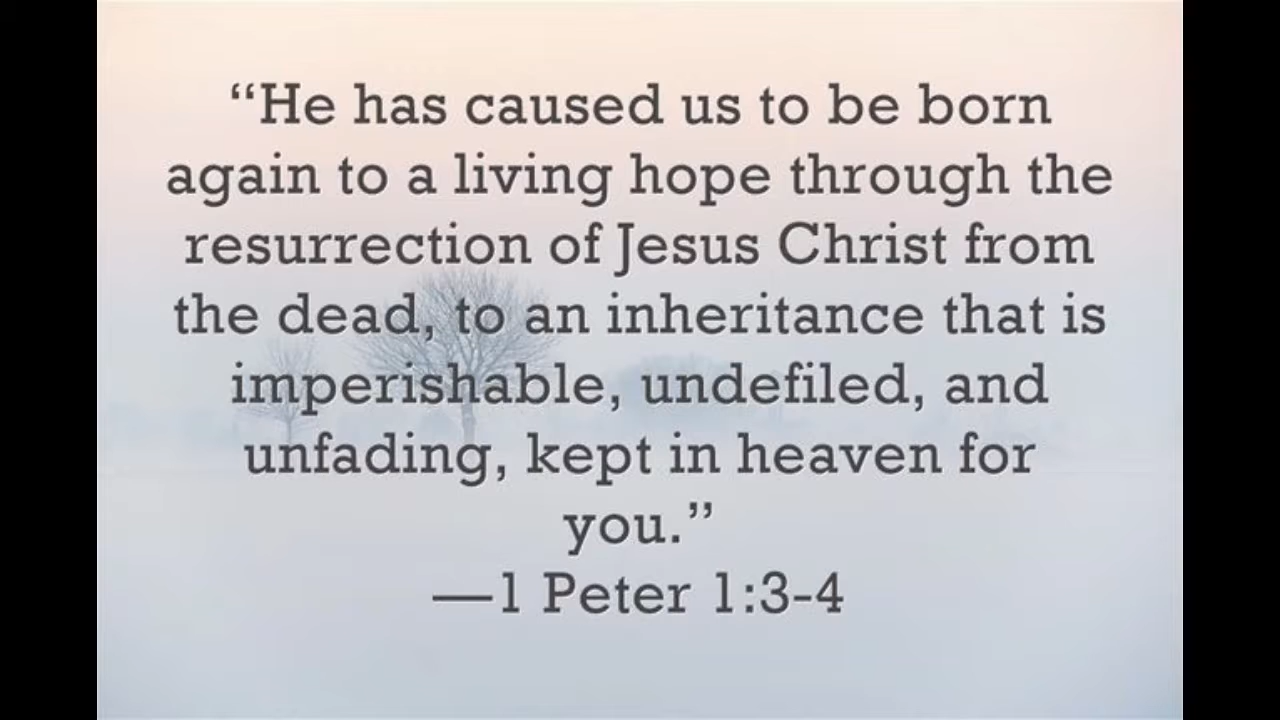 “He has caused us to be born
again to a living hope through the
resurrection of Jesus Christ from
the dead, to an inheritance that is
imperishable, undefiled, and
unfading, kept in heaven for
you.”
—1 Peter 1:3-4